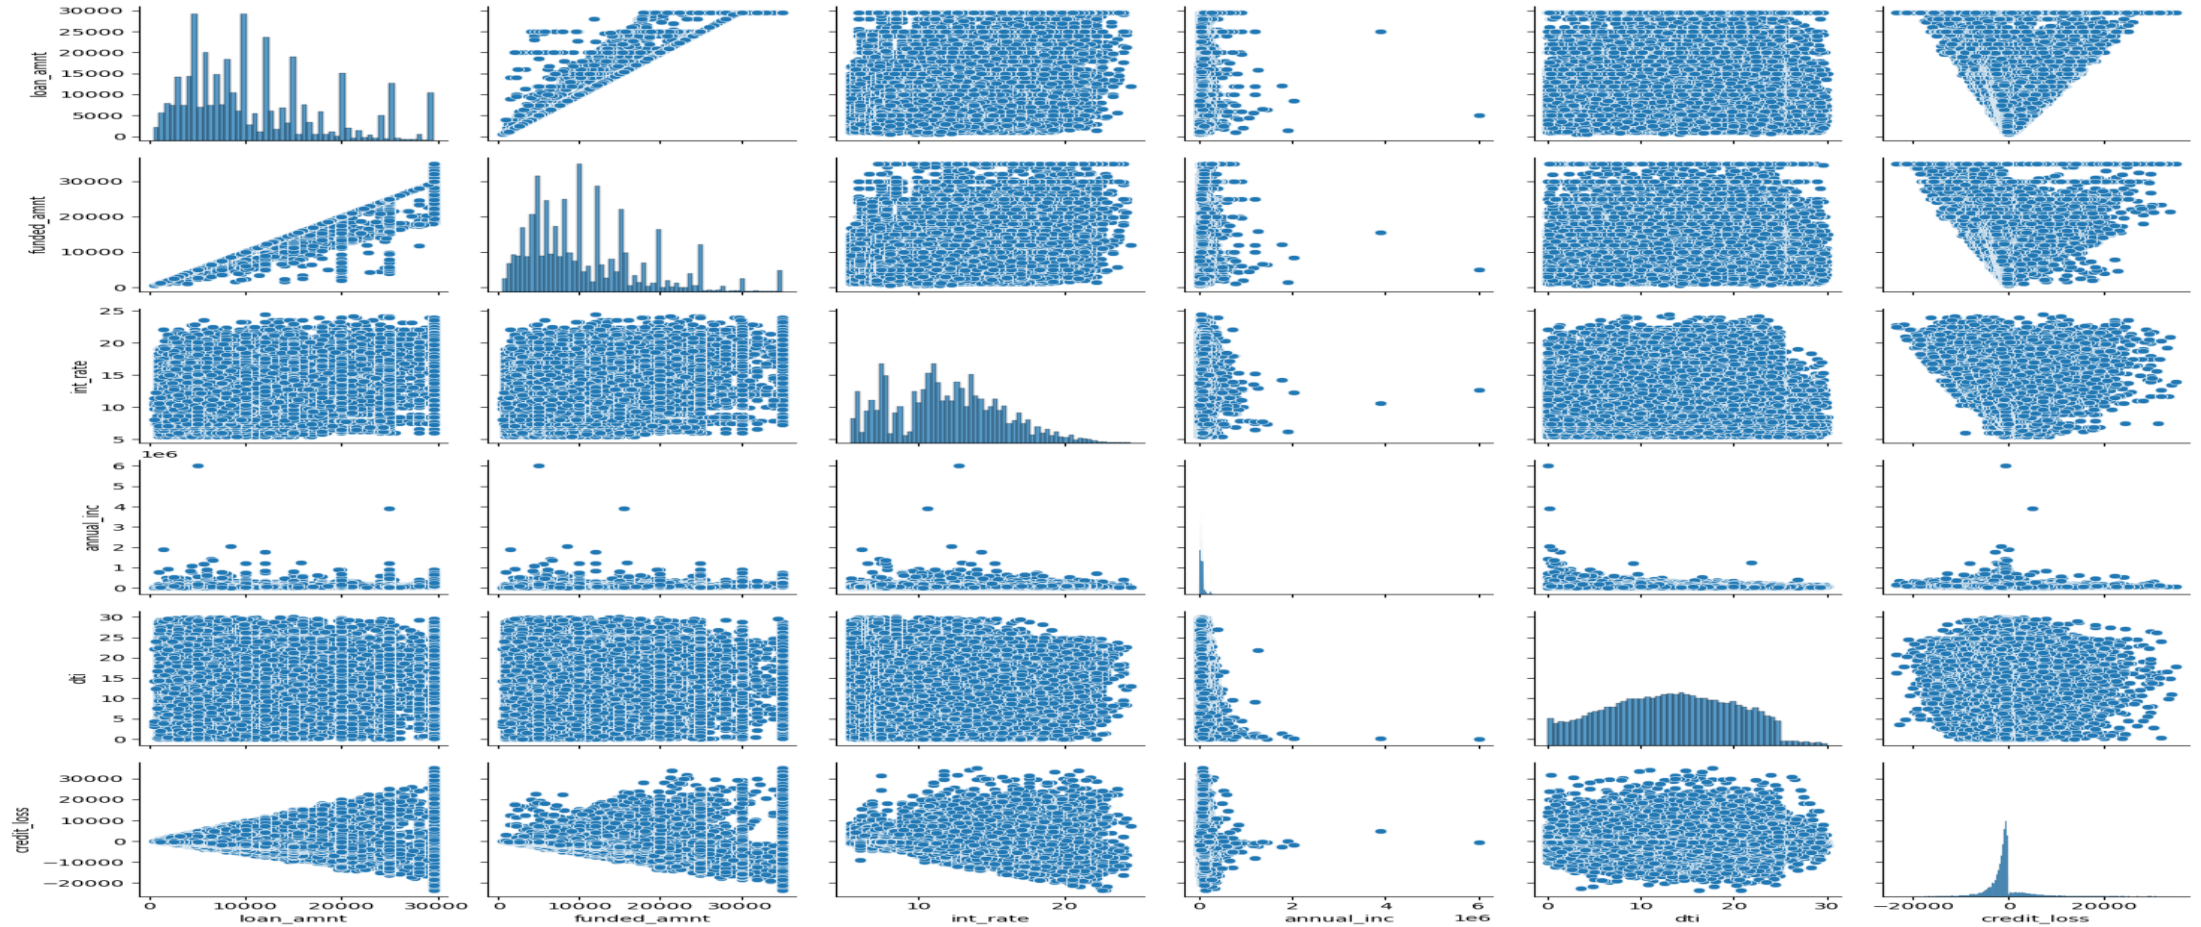 30000
25000
20000
15000
10000
5000
0
loan_amnt
30000
20000
10000
0
funded_amnt
25
20
15
10
5
int_rate
1e6
6
5
4
3
2
1
0
annual_inc
30
25
20
15
10
5
0
dti
30000
20000
10000
0
−10000
−20000
credit_loss
0 10000 20000 30000
loan_amnt
0 10000 20000 30000
funded_amnt
10 20
int_rate
0 2 4 6
annual_inc 1e6
0 10 20 30
dti
−20000 0 20000
credit_loss